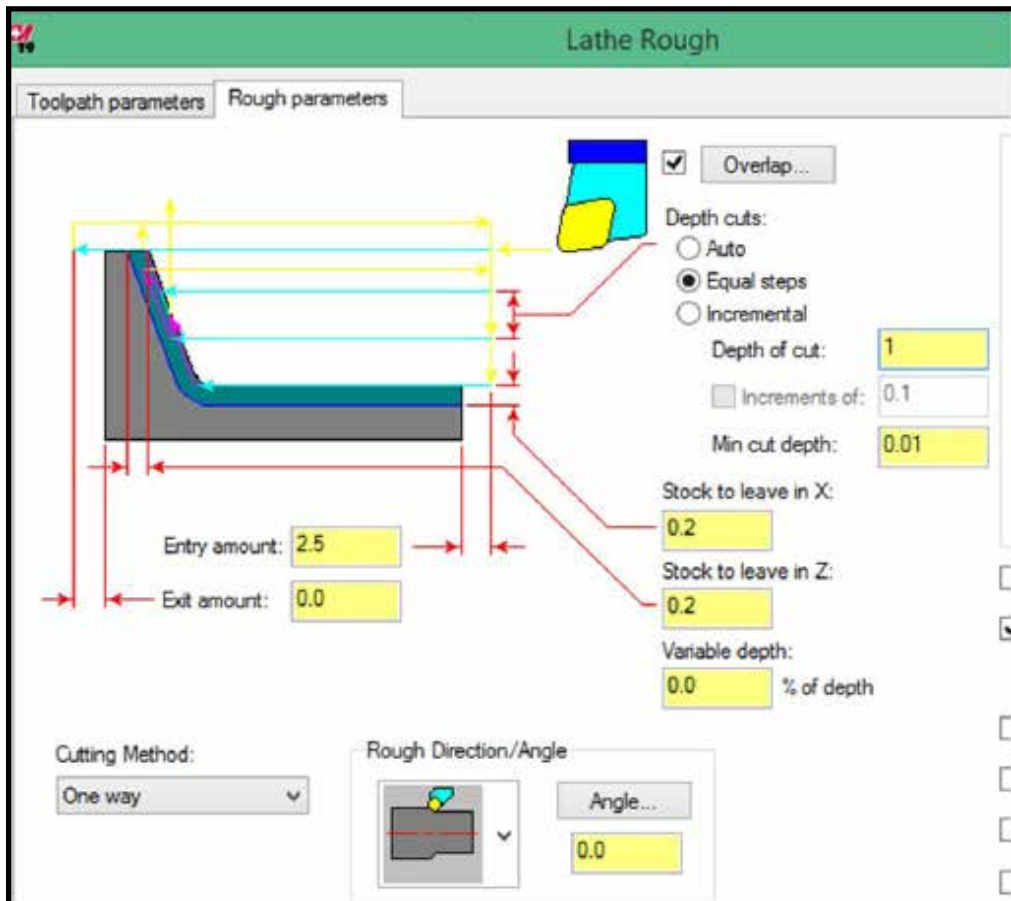 19
Lathe Rough
Toolpath parameters
Rough parameters
Overlap...
Depth cuts:
Auto
Equal steps
Incremental
Depth of cut: 1
Increments of: 0.1
Min cut depth: 0.01
Stock to leave in X:
0.2
Entry amount: 2.5
Stock to leave in Z:
Exit amount: 0.0
0.2
Variable depth:
0.0 % of depth
Cutting Method:
One way
Rough Direction/Angle
Angle...
0.0